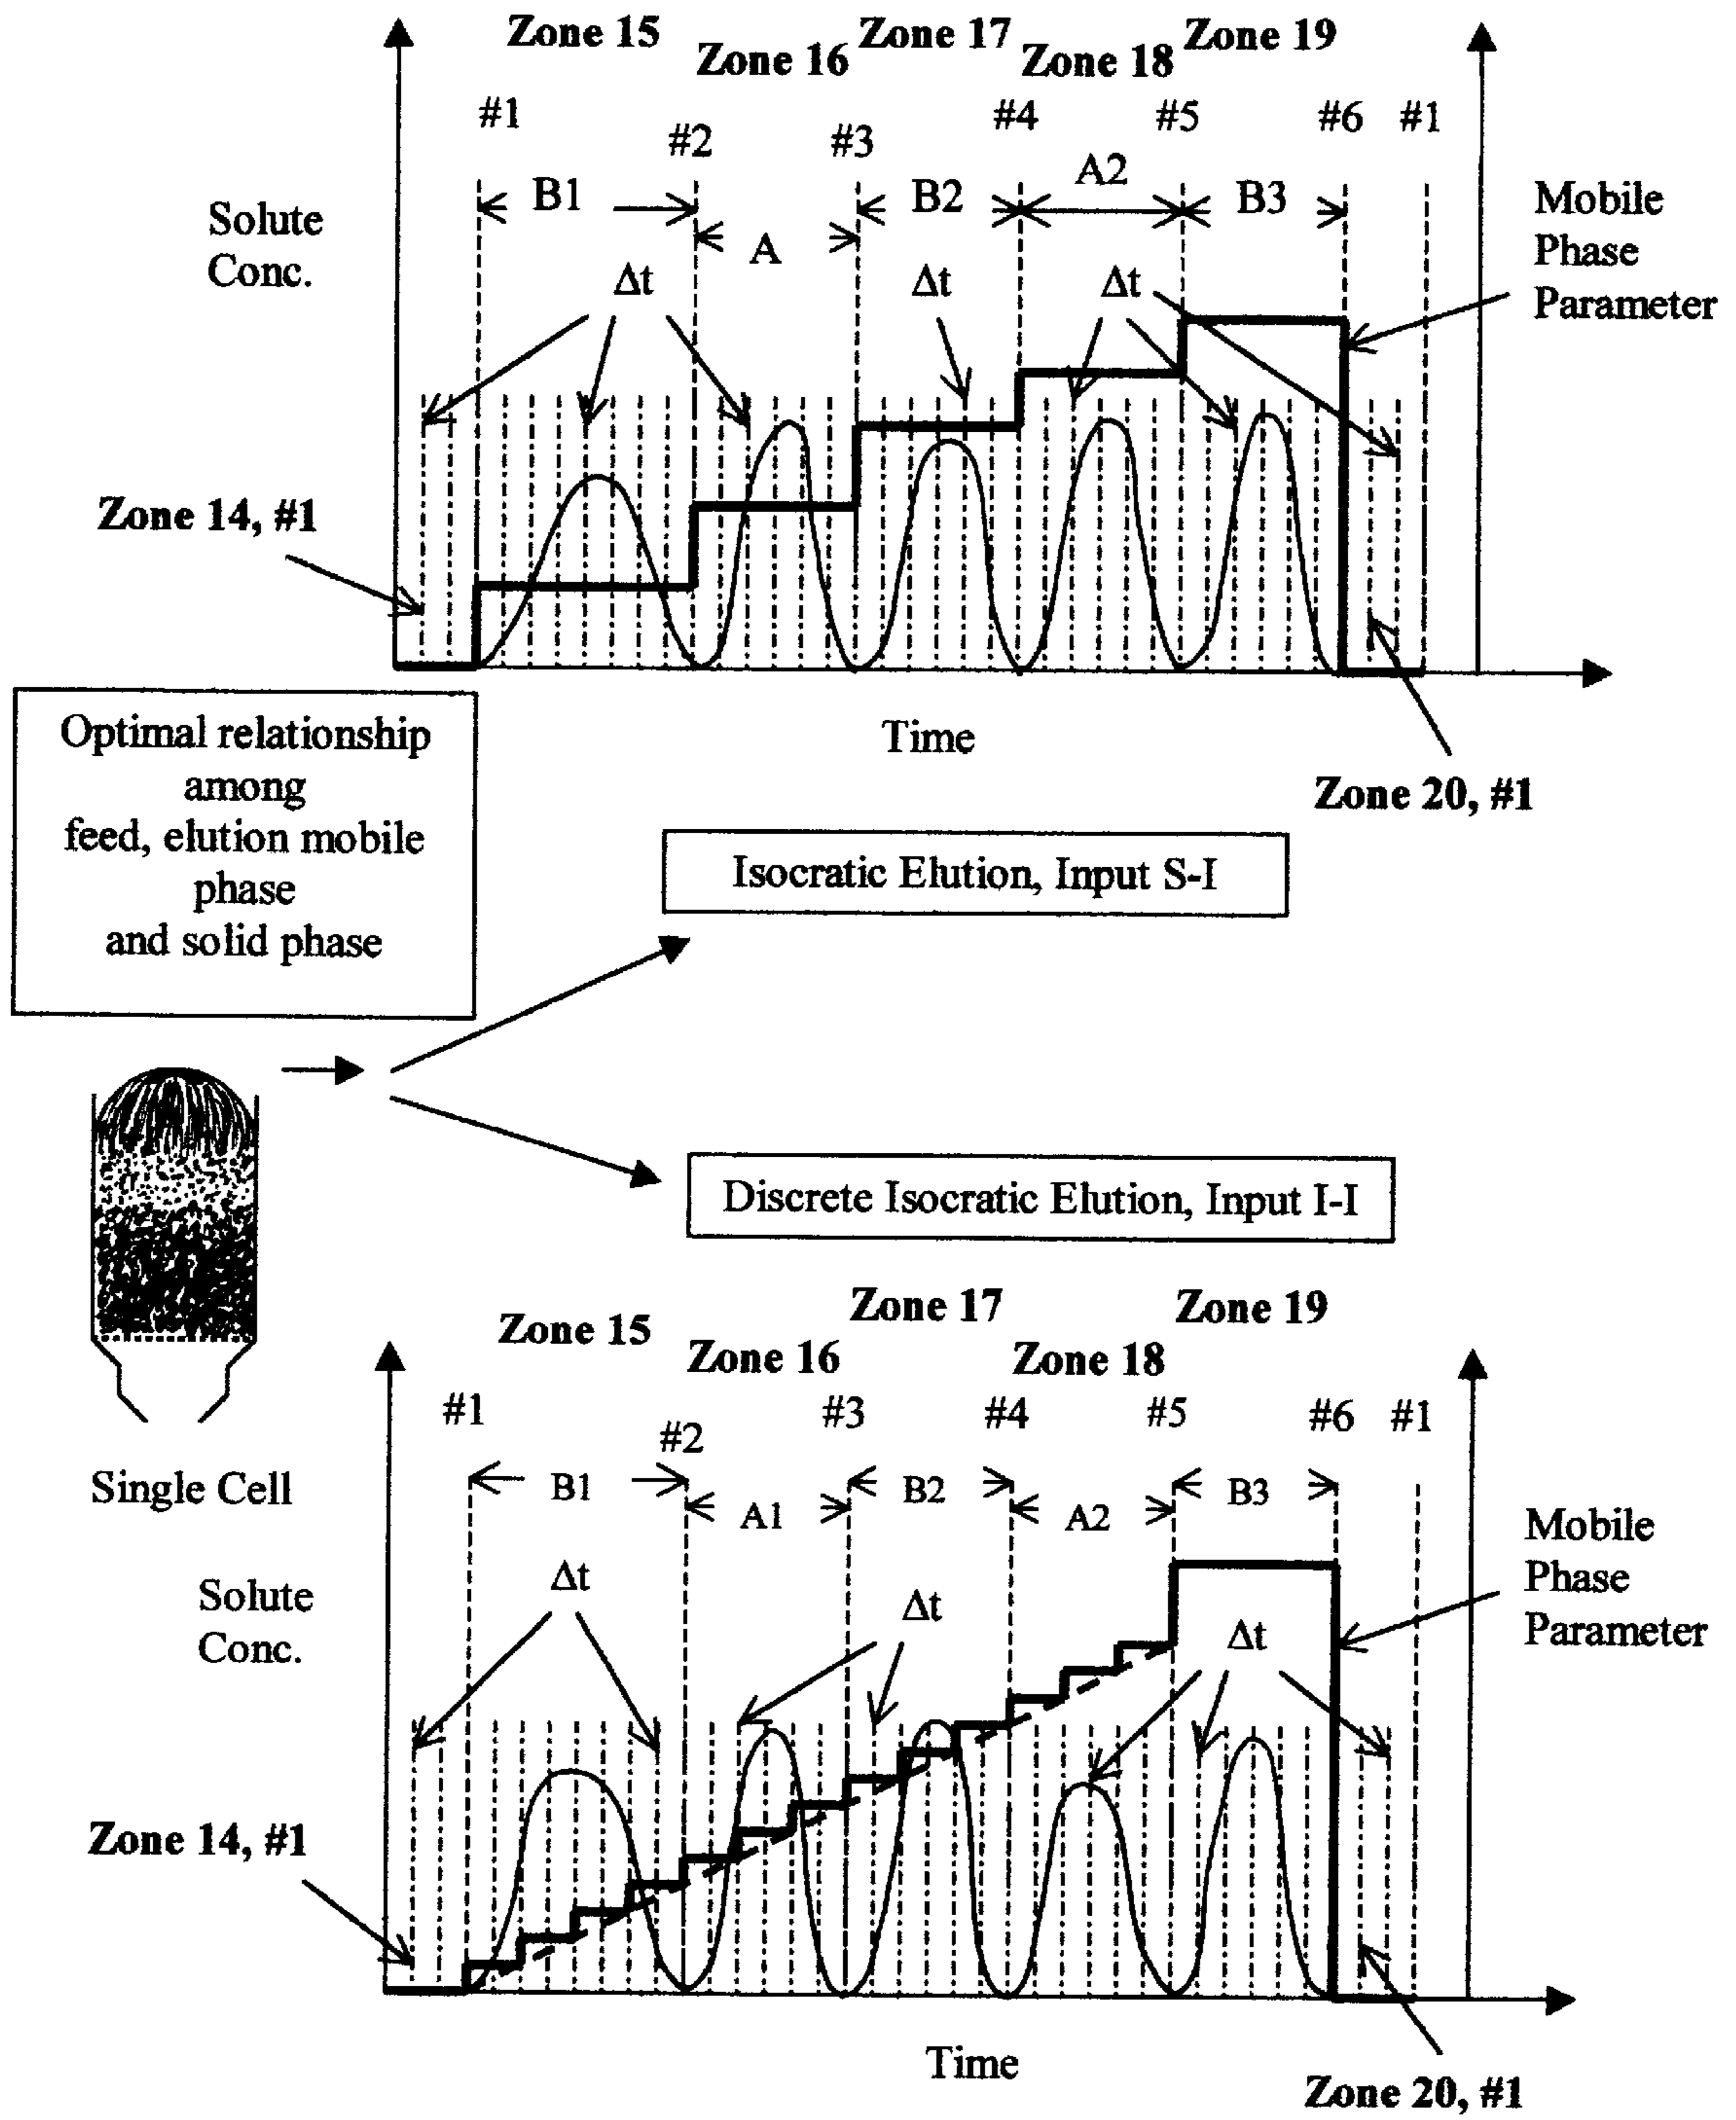 Zone 15
Zone 16
Zone 17
Zone 18
Zone 19
#1
#2
#3
#4
#5
#6
#1
B1
A
B2
A2
B3
Solute
Conc.
Δt
Δt
Δt
Mobile
Phase
Parameter
Zone 14, #1
Time
Zone 20, #1
Optimal relationship
among
feed, elution mobile
phase
and solid phase
Isocratic Elution, Input S-I
Discrete Isocratic Elution, Input I-I
Single Cell
Zone 15
Zone 16
Zone 17
Zone 18
Zone 19
#1
#2
#3
#4
#5
#6
#1
B1
A1
B2
A2
B3
Solute
Conc.
Δt
Δt
Δt
Mobile
Phase
Parameter
Zone 14, #1
Time
Zone 20, #1